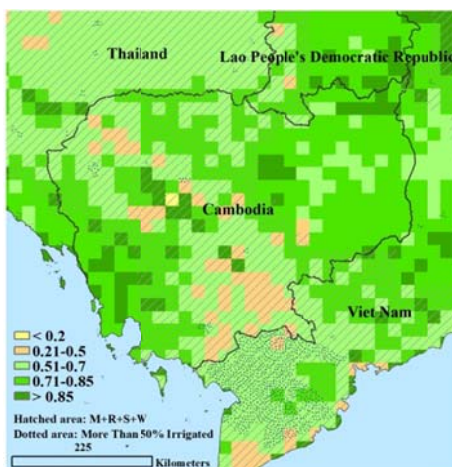 Thailand
Lao People's Democratic Republic
Cambodia
Viet Nam
< 0.2
0.21-0.5
0.51-0.7
0.71-0.85
> 0.85
Hatched area: M+R+S+W
Dotted area: More Than 50% Irrigated
225
Kilometers